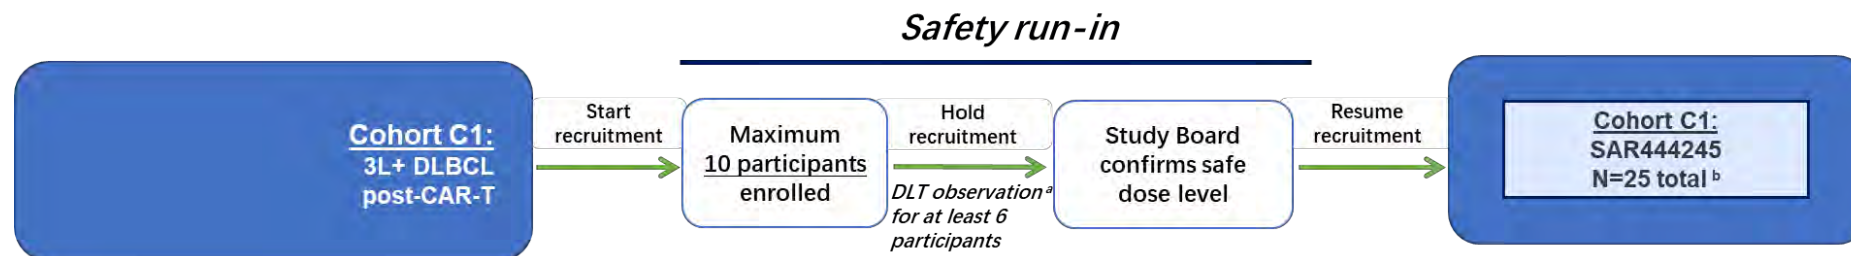 Safety run-in
Cohort C1:
3L+ DLBCL
post-CAR-T
Start
recruitment
Maximum
10 participants
enrolled
Hold
recruitment
DLT observation ᵃ
for at least 6
participants
Study Board
confirms safe
dose level
Resume
recruitment
Cohort C1:
SAR444245
N=25 total ᵇ